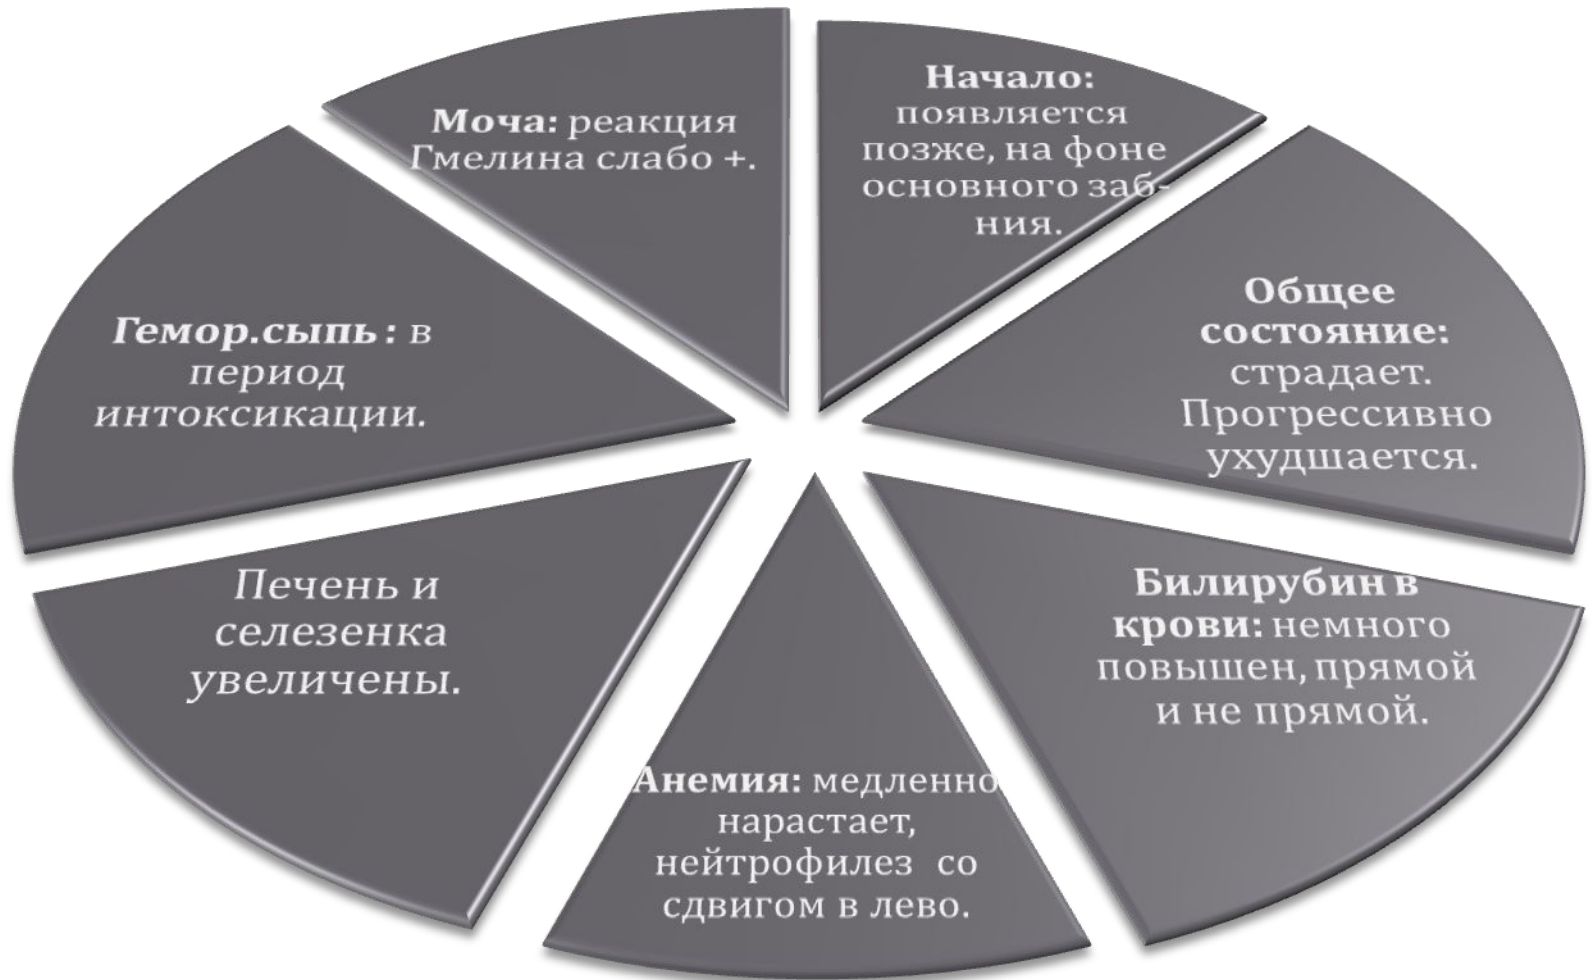 Начало:
появляется
позже, на фоне
основного заб-
ния.
Общее
состояние:
страдает.
Прогрессивно
ухудшается.
Билирубин в
крови: немного
повышен, прямой
и не прямой.
Анемия: медленно
нарастает,
нейтрофилез со
сдвигом в лево.
Печень и
селезенка
увеличены.
Гемор.сыпь : в
период
интоксикации.
Моча: реакция
Гмелина слабо +.